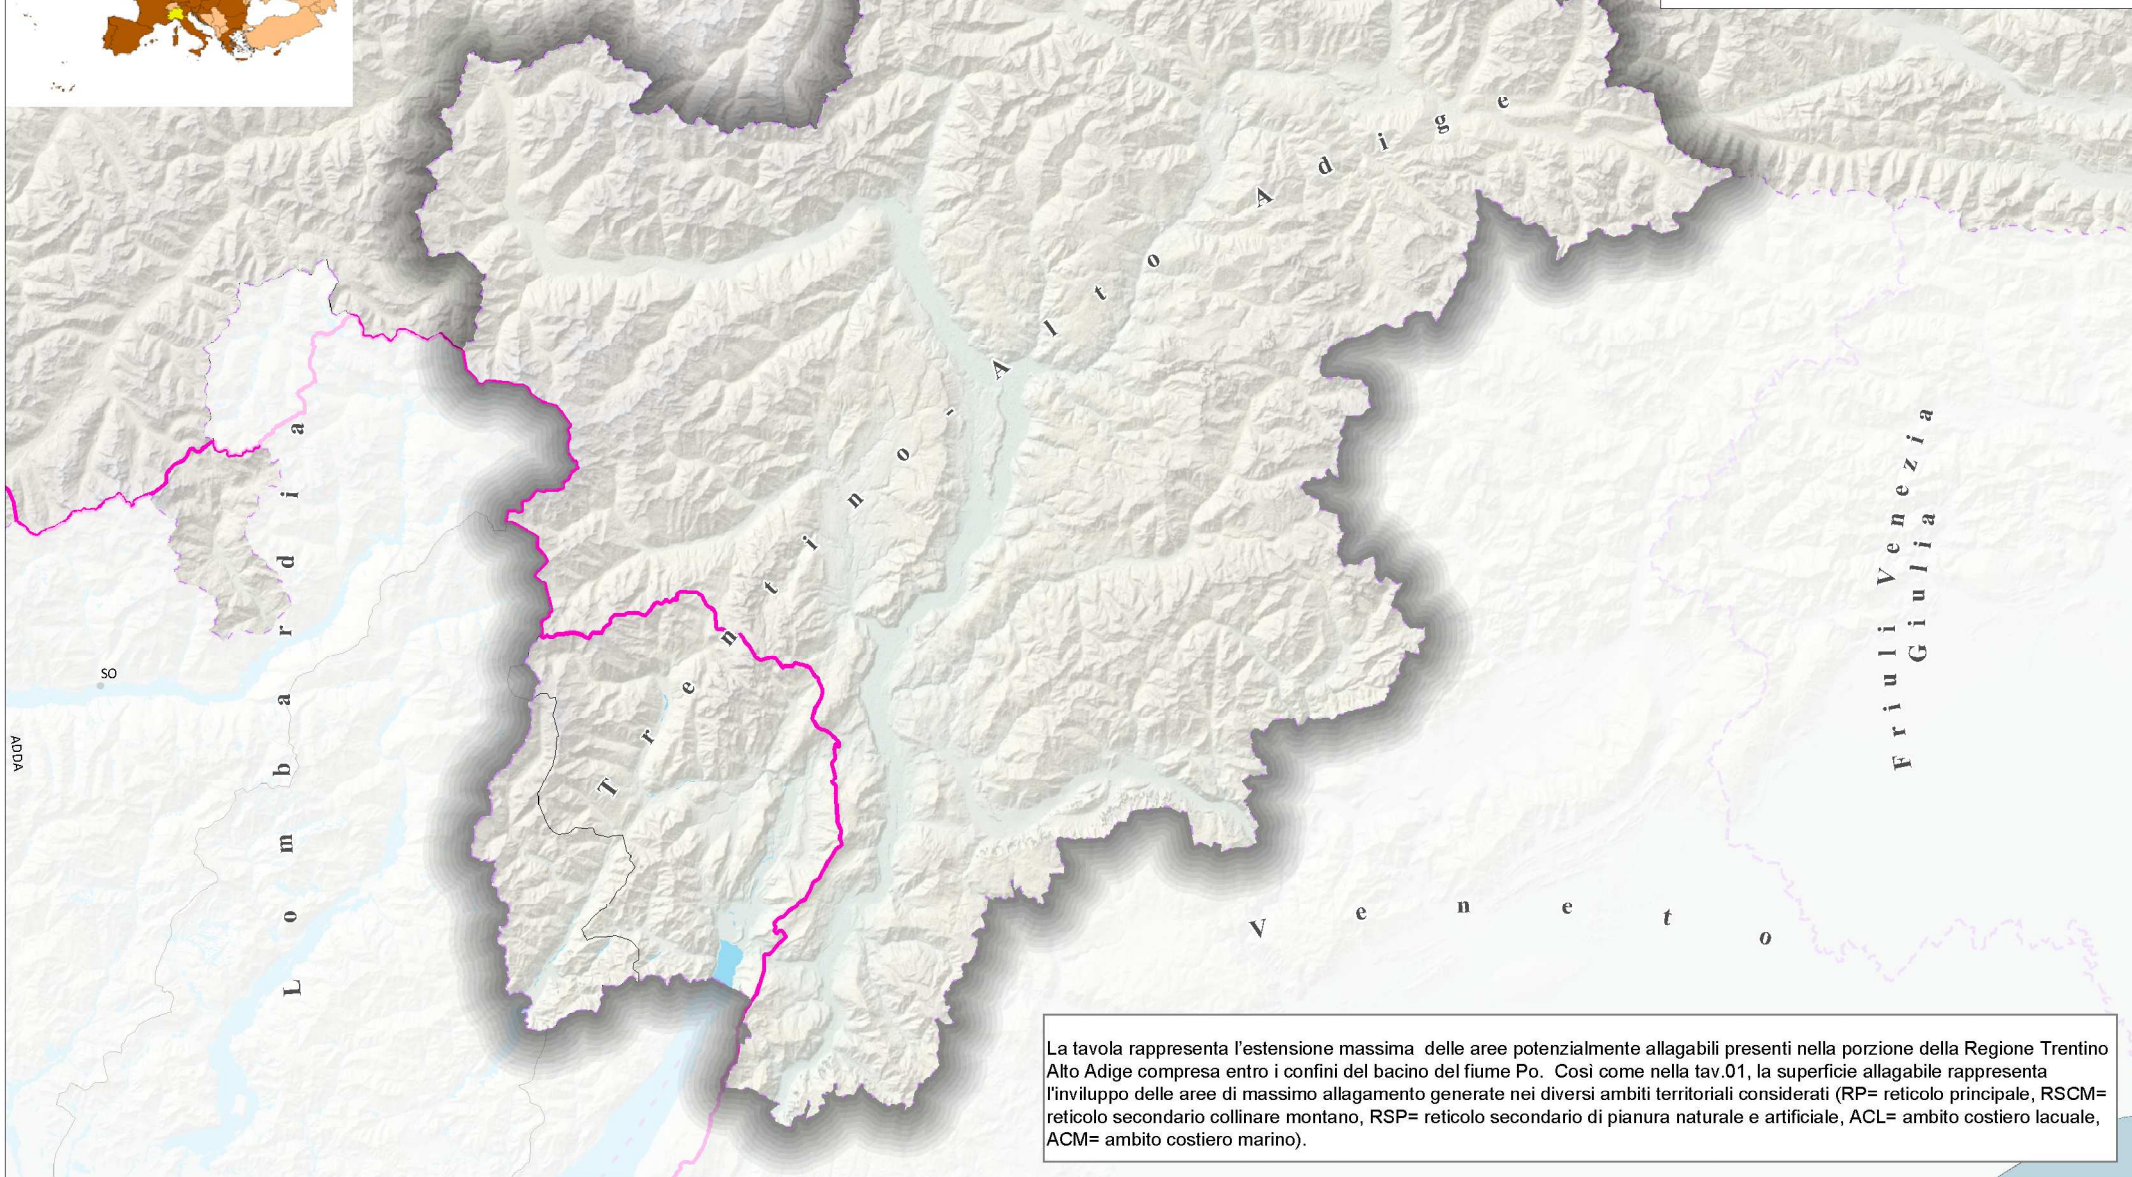 Trentino-Alto Adige
Lombardia
SO
ADDA
Friuli Venezia
Giulia
Veneto
La tavola rappresenta l'estensione massima delle aree potenzialmente allagabili presenti nella porzione della Regione Trentino
Alto Adige compresa entro i confini del bacino del fiume Po. Così come nella tav.01, la superficie allagabile rappresenta
l'inviluppo delle aree di massimo allagamento generate nei diversi ambiti territoriali considerati (RP= reticolo principale, RSCM=
reticolo secondario collinare montano, RSP= reticolo secondario di pianura naturale e artificiale, ACL= ambito costiero lacuale,
ACM= ambito costiero marino).